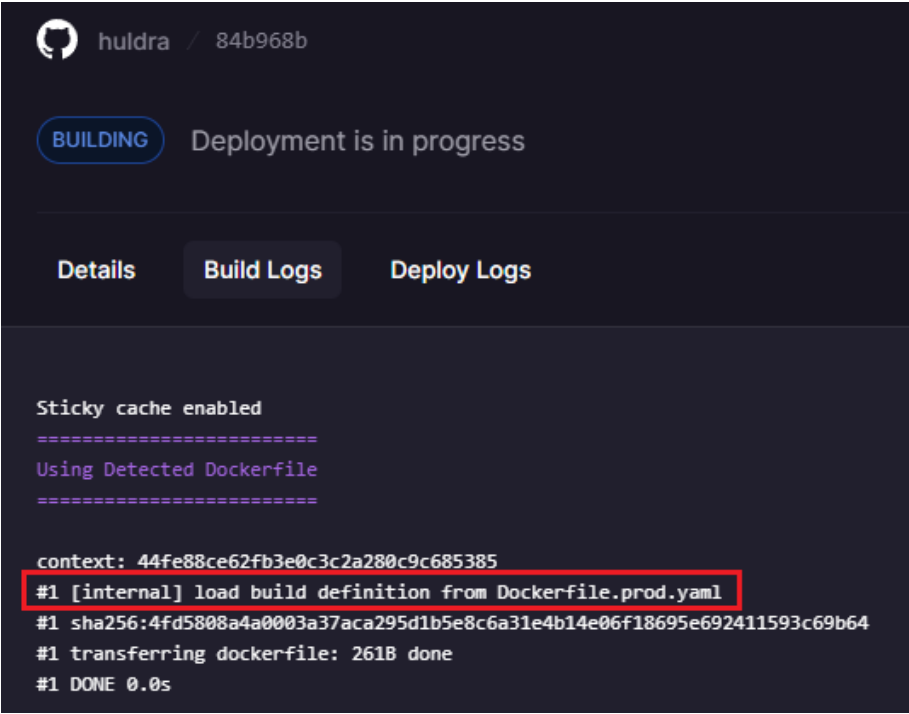 huldra / 84b968b
BUILDING Deployment is in progress
Details Build Logs Deploy Logs
Sticky cache enabled
=========================
Using Detected Dockerfile
=========================
context: 44fe88ce62fb3e0c3c2a280c9c685385
#1 [internal] load build definition from Dockerfile.prod.yaml
#1 sha256:4fd5808a4a0003a37aca295d1b5e8c6a31e4b14e06f18695e692411593c69b64
#1 transferring dockerfile: 261B done
#1 DONE 0.0s